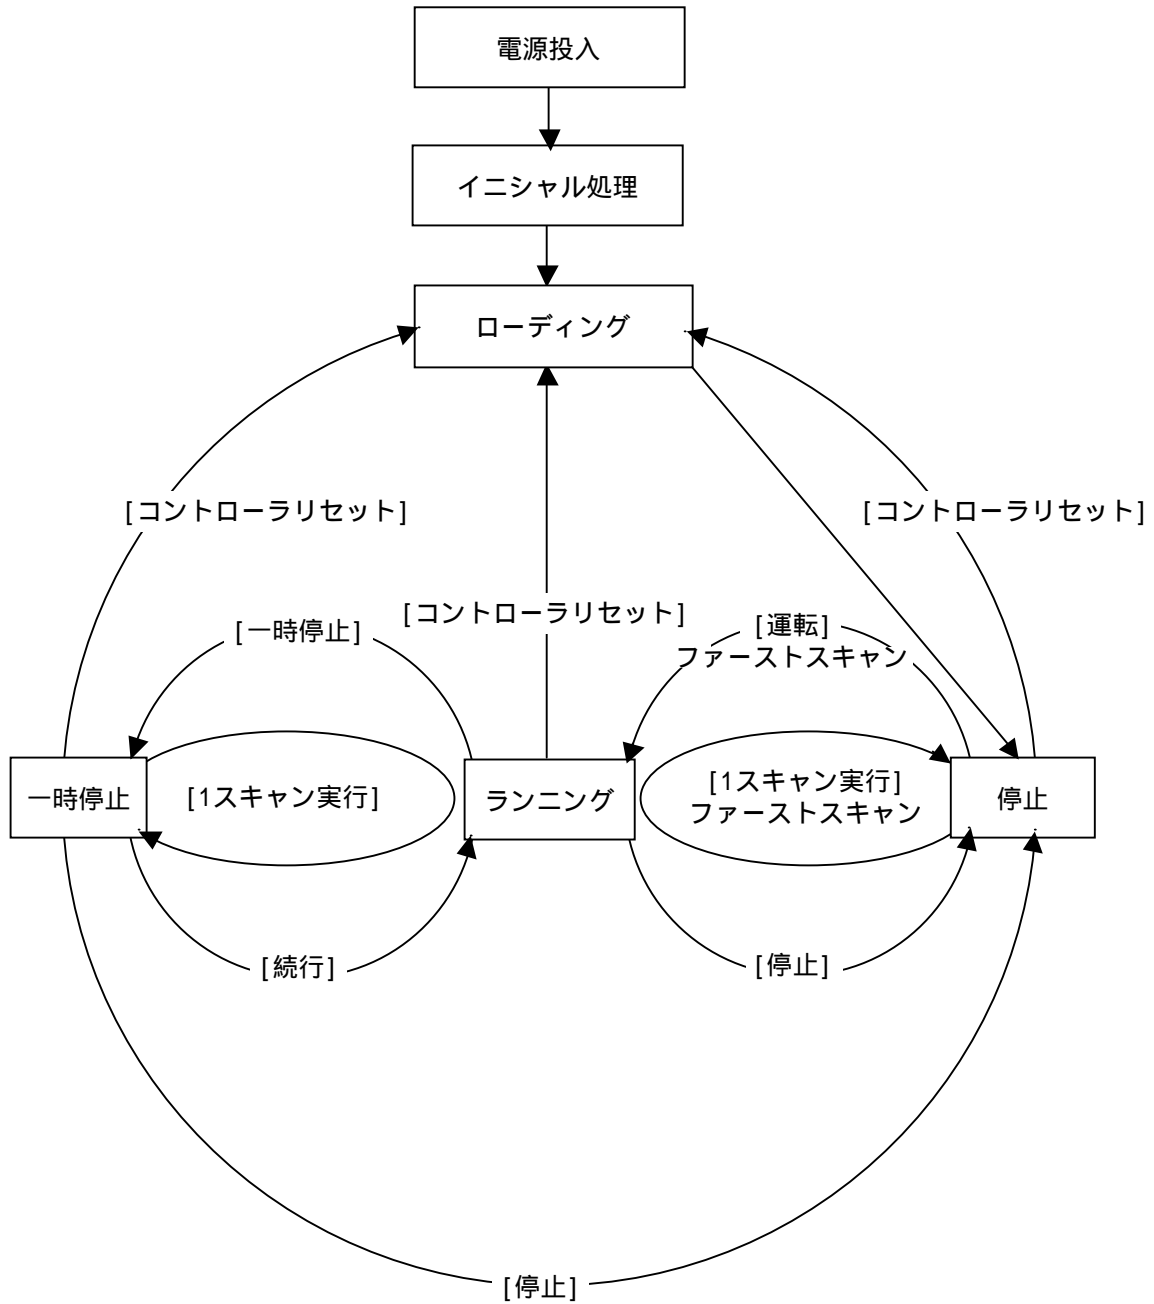 電源投入
イニシャル処理
ローディング
[コントローラリセット]
[コントローラリセット]
[コントローラリセット]
[一時停止]
[運転]
ファーストスキャン
一時停止
[1スキャン実行]
ランニング
[1スキャン実行]
ファーストスキャン
停止
[続行]
[停止]
[停止]